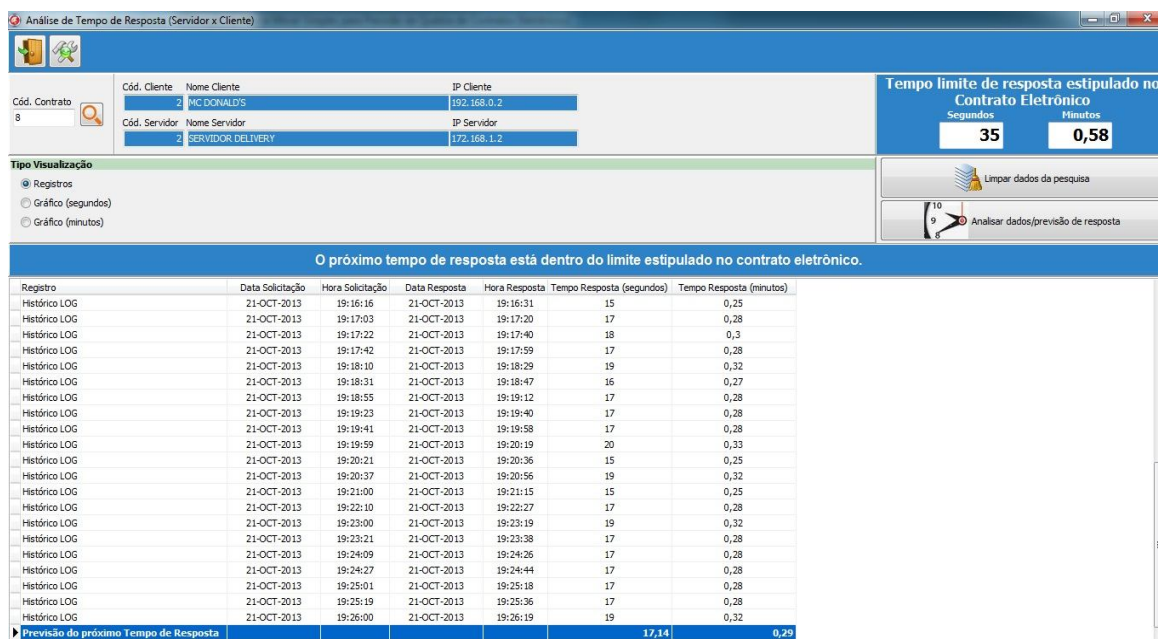 Análise de Tempo de Resposta (Servidor x Cliente)
Cód. Contrato
8
Cód. Cliente Nome Cliente IP Cliente
2 MC DONALD'S 192.168.0.2
Cód. Servidor Nome Servidor IP Servidor
2 SERVIDOR DELIVERY 172.168.1.2
Tempo limite de resposta estipulado no
Contrato Eletrônico
Segundos Minutos
35 0,58
Tipo Visualização
Registros
Gráfico (segundos)
Gráfico (minutos)
Limpar dados da pesquisa
10
9
8
Analisar dados/previsão de resposta
O próximo tempo de resposta está dentro do limite estipulado no contrato eletrônico.
Registro Data Solicitação Hora Solicitação Data Resposta Hora Resposta Tempo Resposta (segundos) Tempo Resposta (minutos)
Histórico LOG 21-OCT-2013 19:16:16 21-OCT-2013 19:16:31 15 0,25
Histórico LOG 21-OCT-2013 19:17:03 21-OCT-2013 19:17:20 17 0,28
Histórico LOG 21-OCT-2013 19:17:22 21-OCT-2013 19:17:40 18 0,3
Histórico LOG 21-OCT-2013 19:17:42 21-OCT-2013 19:17:59 17 0,28
Histórico LOG 21-OCT-2013 19:18:10 21-OCT-2013 19:18:29 19 0,32
Histórico LOG 21-OCT-2013 19:18:31 21-OCT-2013 19:18:47 16 0,27
Histórico LOG 21-OCT-2013 19:18:55 21-OCT-2013 19:19:12 17 0,28
Histórico LOG 21-OCT-2013 19:19:23 21-OCT-2013 19:19:40 17 0,28
Histórico LOG 21-OCT-2013 19:19:41 21-OCT-2013 19:19:58 17 0,28
Histórico LOG 21-OCT-2013 19:19:59 21-OCT-2013 19:20:19 20 0,33
Histórico LOG 21-OCT-2013 19:20:21 21-OCT-2013 19:20:36 15 0,25
Histórico LOG 21-OCT-2013 19:20:37 21-OCT-2013 19:20:56 19 0,32
Histórico LOG 21-OCT-2013 19:21:00 21-OCT-2013 19:21:15 15 0,25
Histórico LOG 21-OCT-2013 19:22:10 21-OCT-2013 19:22:27 17 0,28
Histórico LOG 21-OCT-2013 19:23:00 21-OCT-2013 19:23:19 19 0,32
Histórico LOG 21-OCT-2013 19:23:21 21-OCT-2013 19:23:38 17 0,28
Histórico LOG 21-OCT-2013 19:24:09 21-OCT-2013 19:24:26 17 0,28
Histórico LOG 21-OCT-2013 19:24:27 21-OCT-2013 19:24:44 17 0,28
Histórico LOG 21-OCT-2013 19:25:01 21-OCT-2013 19:25:18 17 0,28
Histórico LOG 21-OCT-2013 19:25:19 21-OCT-2013 19:25:36 17 0,28
Histórico LOG 21-OCT-2013 19:26:00 21-OCT-2013 19:26:19 19 0,32
Previsão do próximo Tempo de Resposta 17,14 0,29